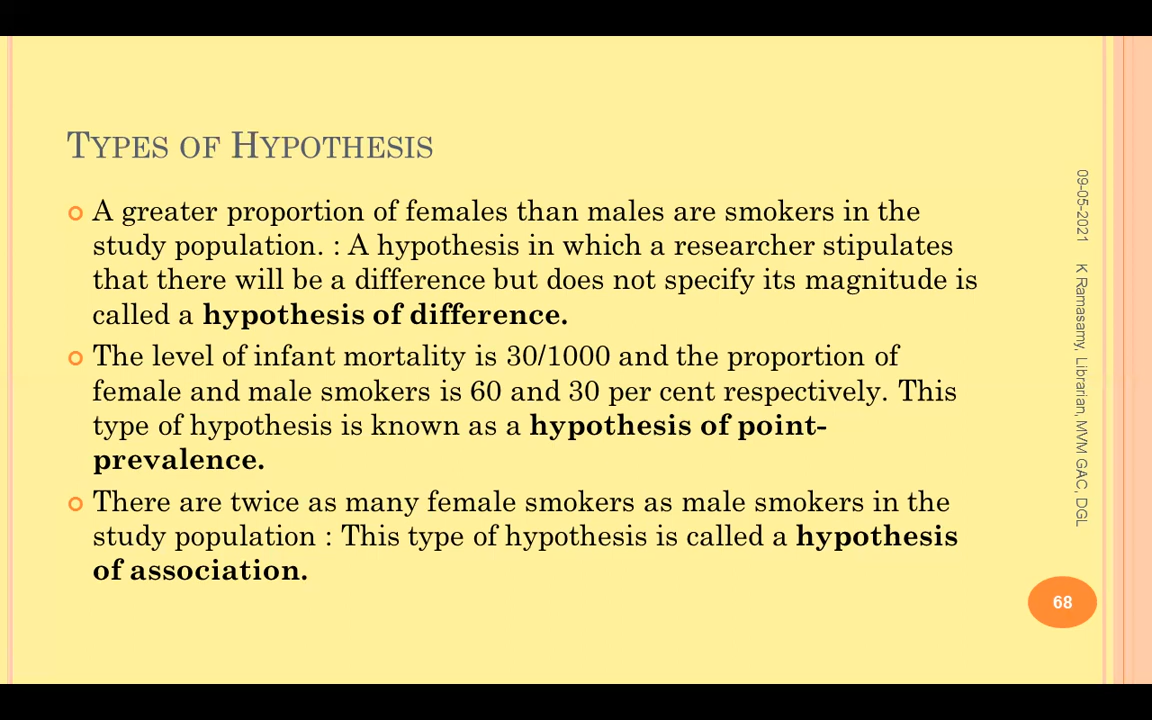 TYPES OF HYPOTHESIS
A greater proportion of females than males are smokers in the
study population. : A hypothesis in which a researcher stipulates
that there will be a difference but does not specify its magnitude is
called a hypothesis of difference.
The level of infant mortality is 30/1000 and the proportion of
female and male smokers is 60 and 30 per cent respectively. This
type of hypothesis is known as a hypothesis of point-
prevalence.
There are twice as many female smokers as male smokers in the
study population : This type of hypothesis is called a hypothesis
of association.
09-05-2021 K Ramasamy, Librarian, MVM GAC, DGL
68